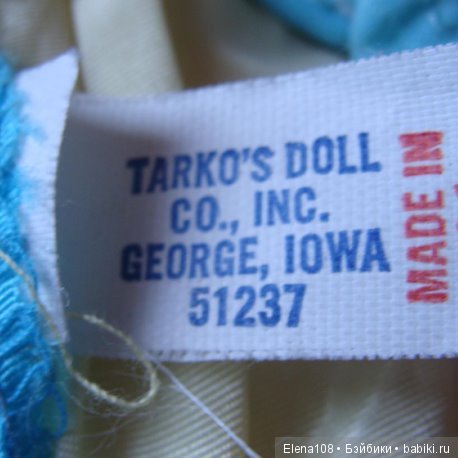 TARKO'S DOLL
CO., INC.
GEORGE, IOWA
51237
MADE IN
Elena108 • Бэйбики • babiki.ru